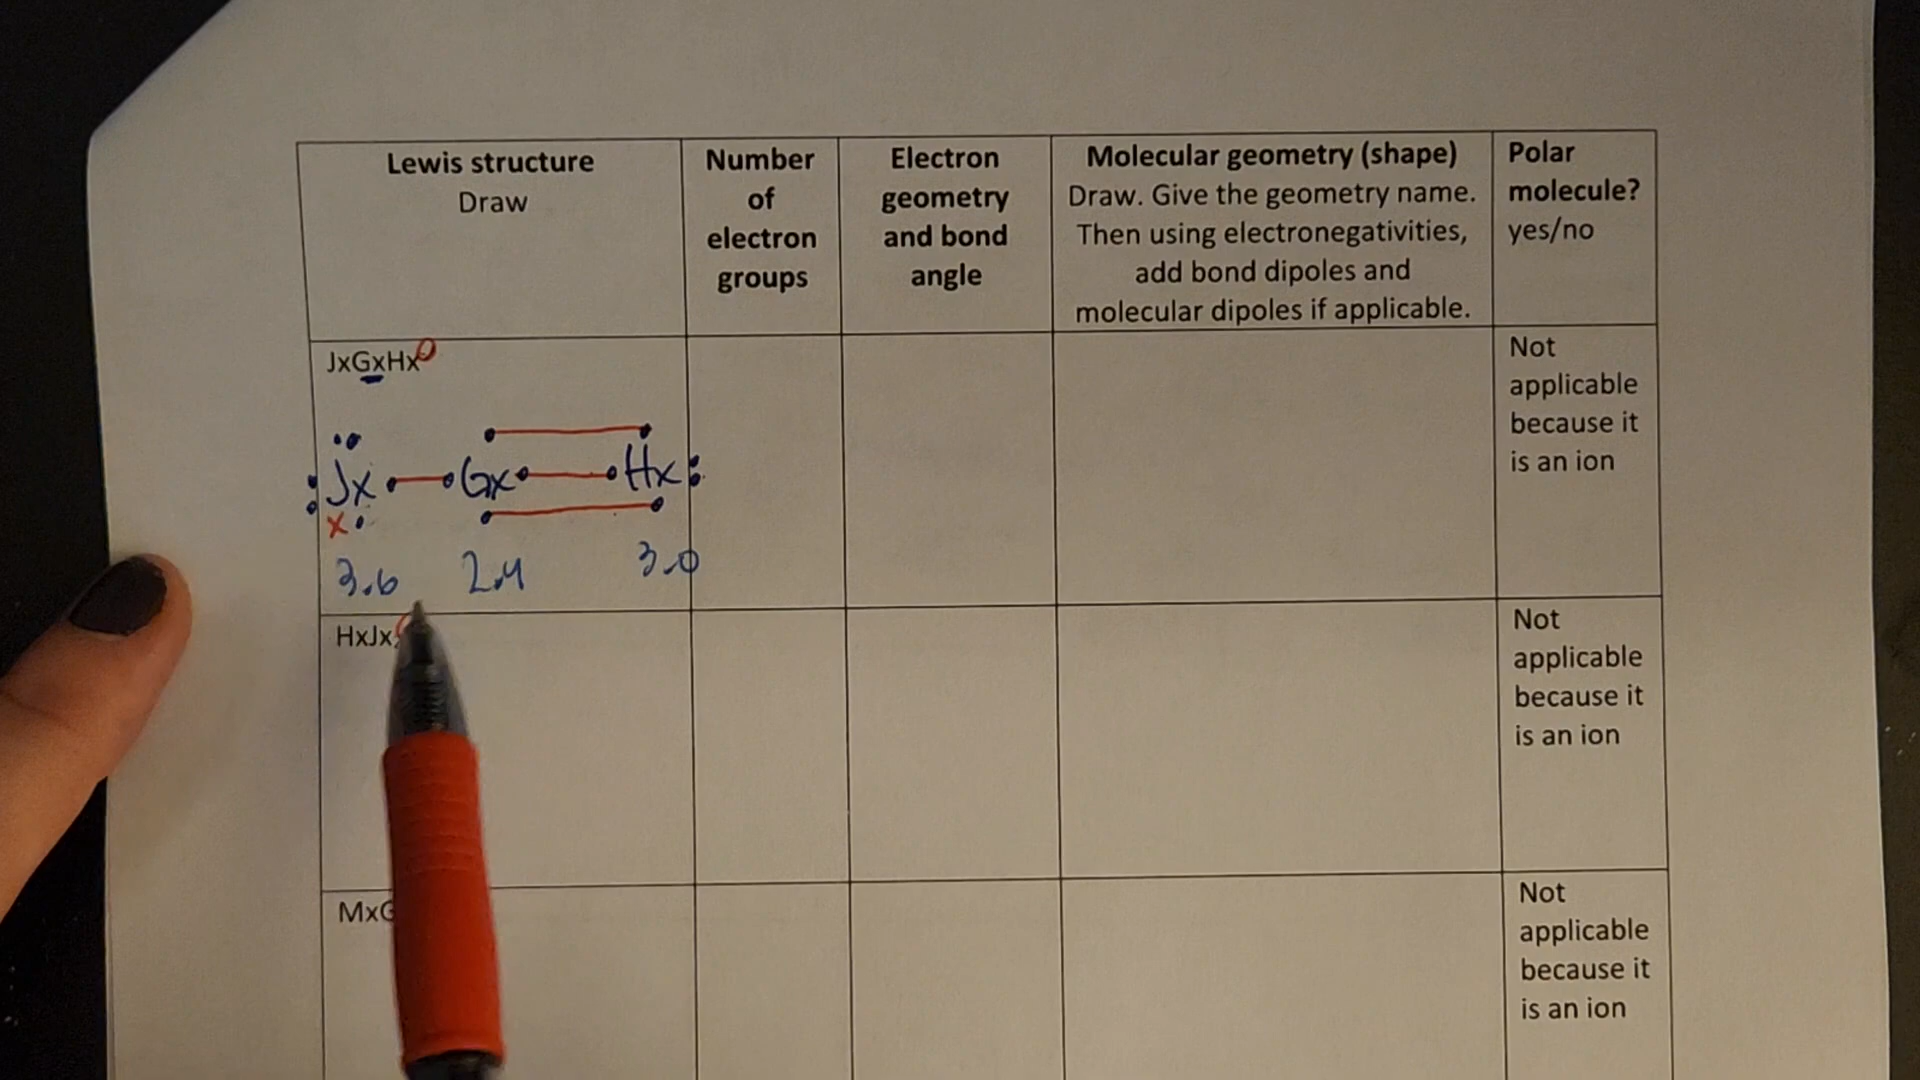 Lewis structure
Draw
Number
of
electron
groups
Electron
geometry
and bond
angle
Molecular geometry (shape)
Draw. Give the geometry name.
Then using electronegativities,
add bond dipoles and
molecular dipoles if applicable.
Polar
molecule?
yes/no
JxGxHx
Jx Gx Hx
x
3.6 2.4 3.0
Not
applicable
because it
is an ion
HxJx
Not
applicable
because it
is an ion
MxG
Not
applicable
because it
is an ion